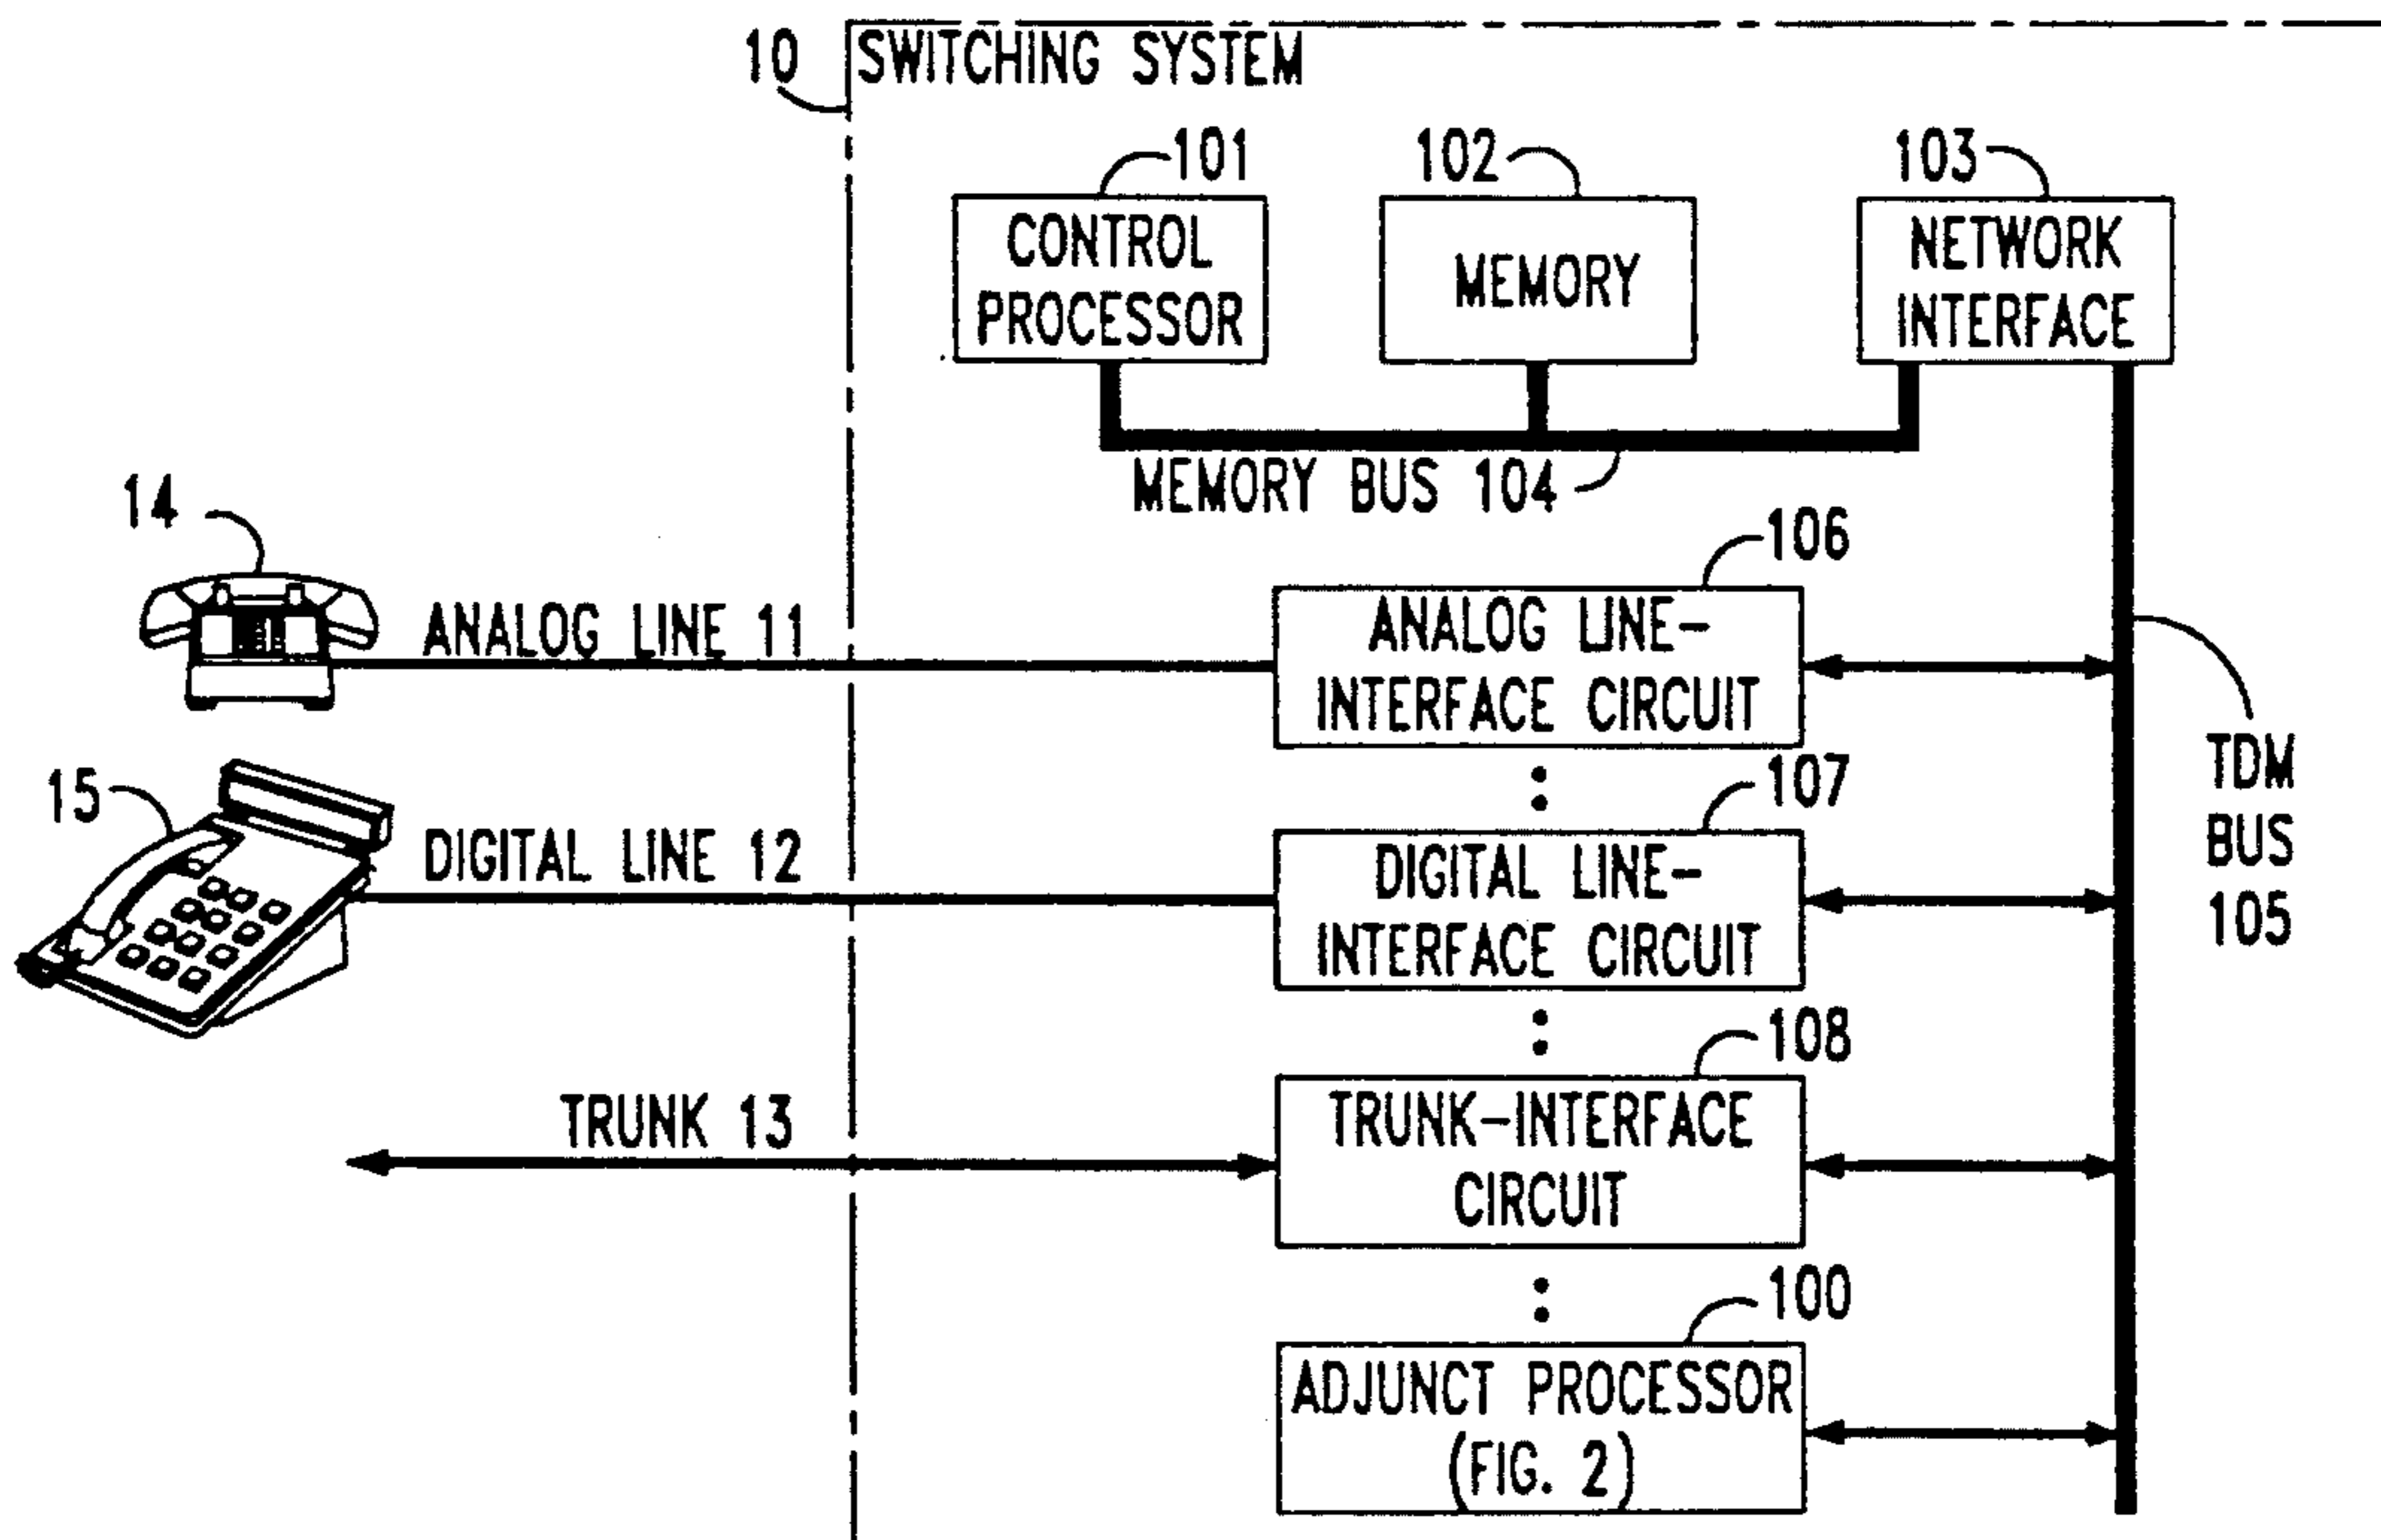 10
SWITCHING SYSTEM
101
102
103
CONTROL
PROCESSOR
MEMORY
NETWORK
INTERFACE
MEMORY BUS 104
14
106
ANALOG LINE 11
ANALOG LINE-
INTERFACE CIRCUIT
15
107
TDM
BUS
105
DIGITAL LINE 12
DIGITAL LINE-
INTERFACE CIRCUIT
108
TRUNK 13
TRUNK-INTERFACE
CIRCUIT
100
ADJUNCT PROCESSOR
(FIG. 2)